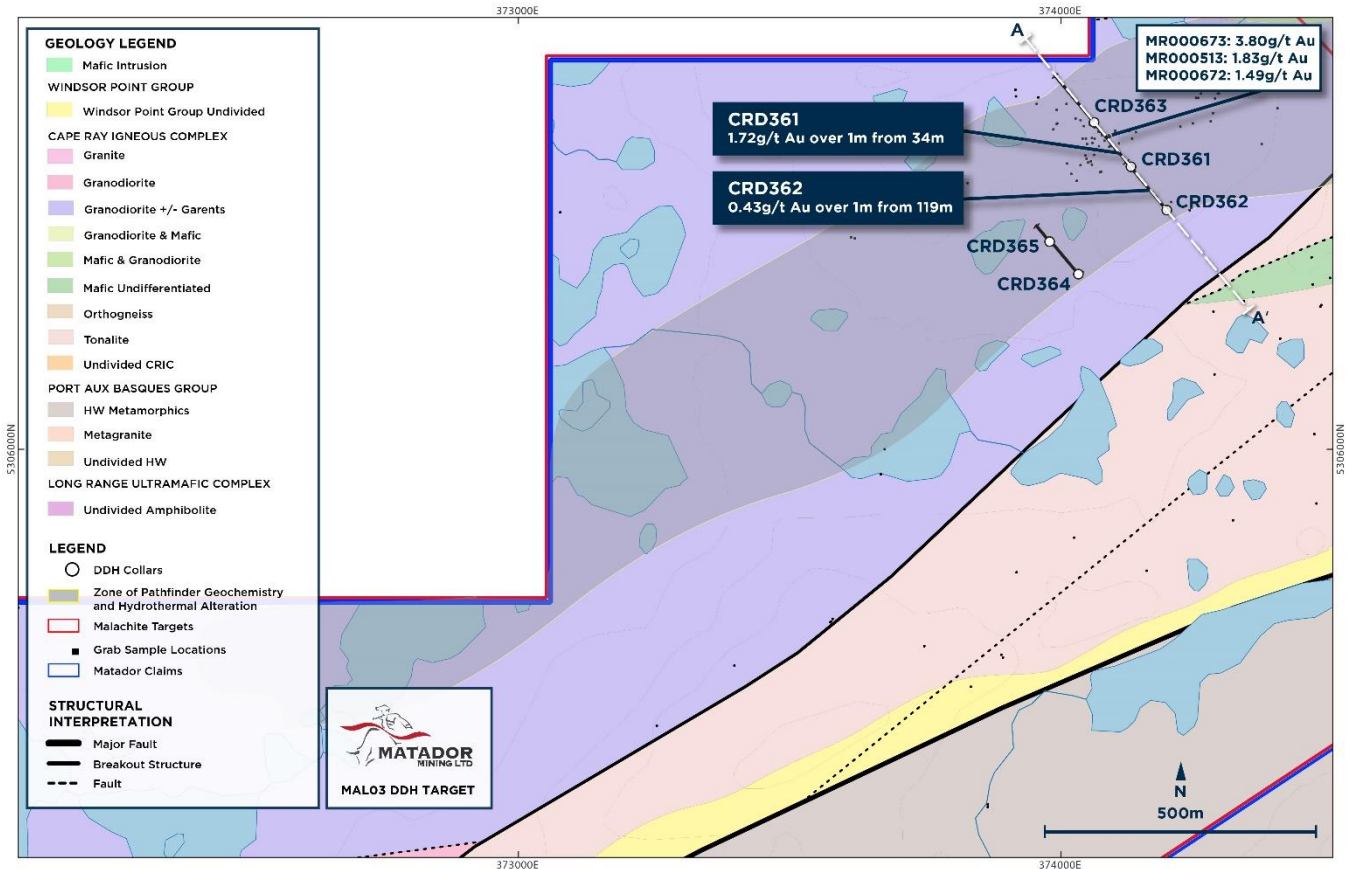 373000E
374000E
GEOLOGY LEGEND
Mafic Intrusion
WINDSOR POINT GROUP
Windsor Point Group Undivided
CAPE RAY IGNEOUS COMPLEX
Granite
Granodiorite
Granodiorite +/- Garents
Granodiorite & Mafic
Mafic & Granodiorite
Mafic Undifferentiated
Orthogneiss
Tonalite
Undivided CRIC
PORT AUX BASQUES GROUP
HW Metamorphics
Metagranite
Undivided HW
LONG RANGE ULTRAMAFIC COMPLEX
Undivided Amphibolite
LEGEND
DDH Collars
Zone of Pathfinder Geochemistry
and Hydrothermal Alteration
Malachite Targets
Grab Sample Locations
Matador Claims
STRUCTURAL
INTERPRETATION
Major Fault
Breakout Structure
Fault
MATADOR
MINING LTD
MAL03 DDH TARGET
A
MR000673: 3.80g/t Au
MR000513: 1.83g/t Au
MR000672: 1.49g/t Au
CRD363
CRD361
1.72g/t Au over 1m from 34m
CRD361
CRD362
0.43g/t Au over 1m from 119m
CRD362
CRD365
CRD364
A'
5306000N
5306000N
N
500m
373000E
374000E